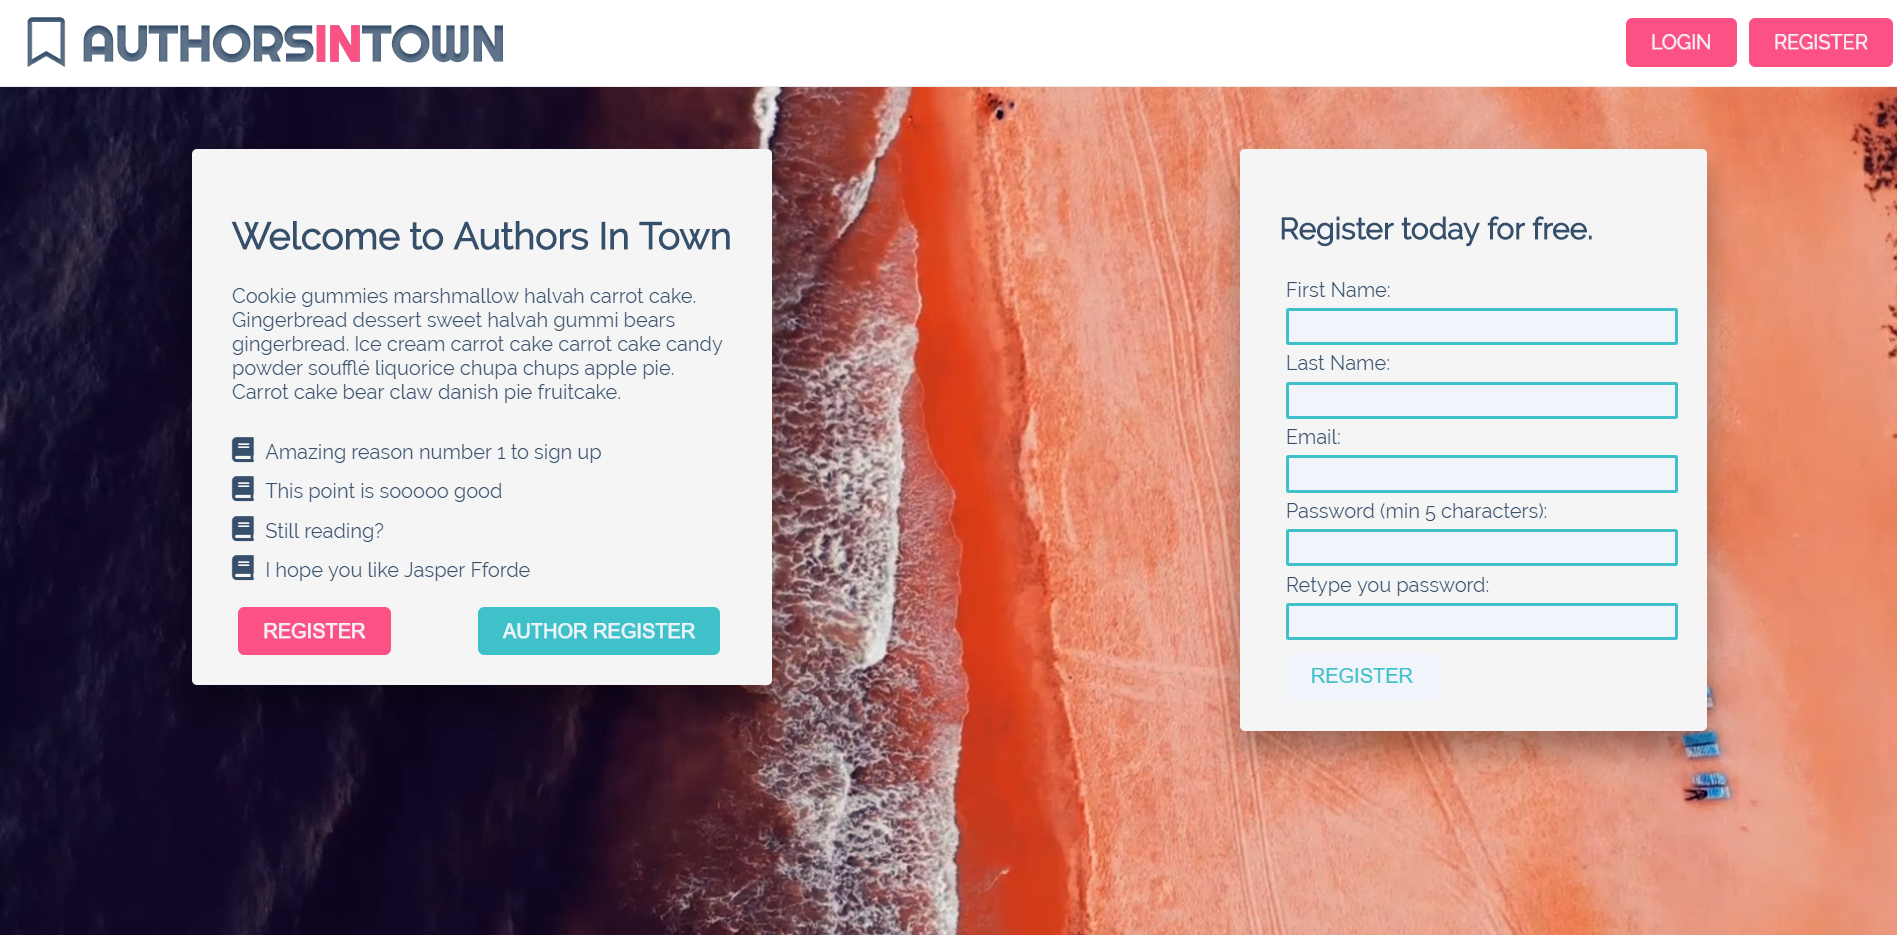 AUTHORSINTOWN
LOGIN
REGISTER
Welcome to Authors In Town
Cookie gummies marshmallow halvah carrot cake.
Gingerbread dessert sweet halvah gummi bears
gingerbread. Ice cream carrot cake carrot cake candy
powder soufflé liquorice chupa chups apple pie.
Carrot cake bear claw danish pie fruitcake.
Amazing reason number 1 to sign up
This point is sooooo good
Still reading?
I hope you like Jasper Fforde
REGISTER
AUTHOR REGISTER
Register today for free.
First Name:
Last Name:
Email:
Password (min 5 characters):
Retype you password:
REGISTER